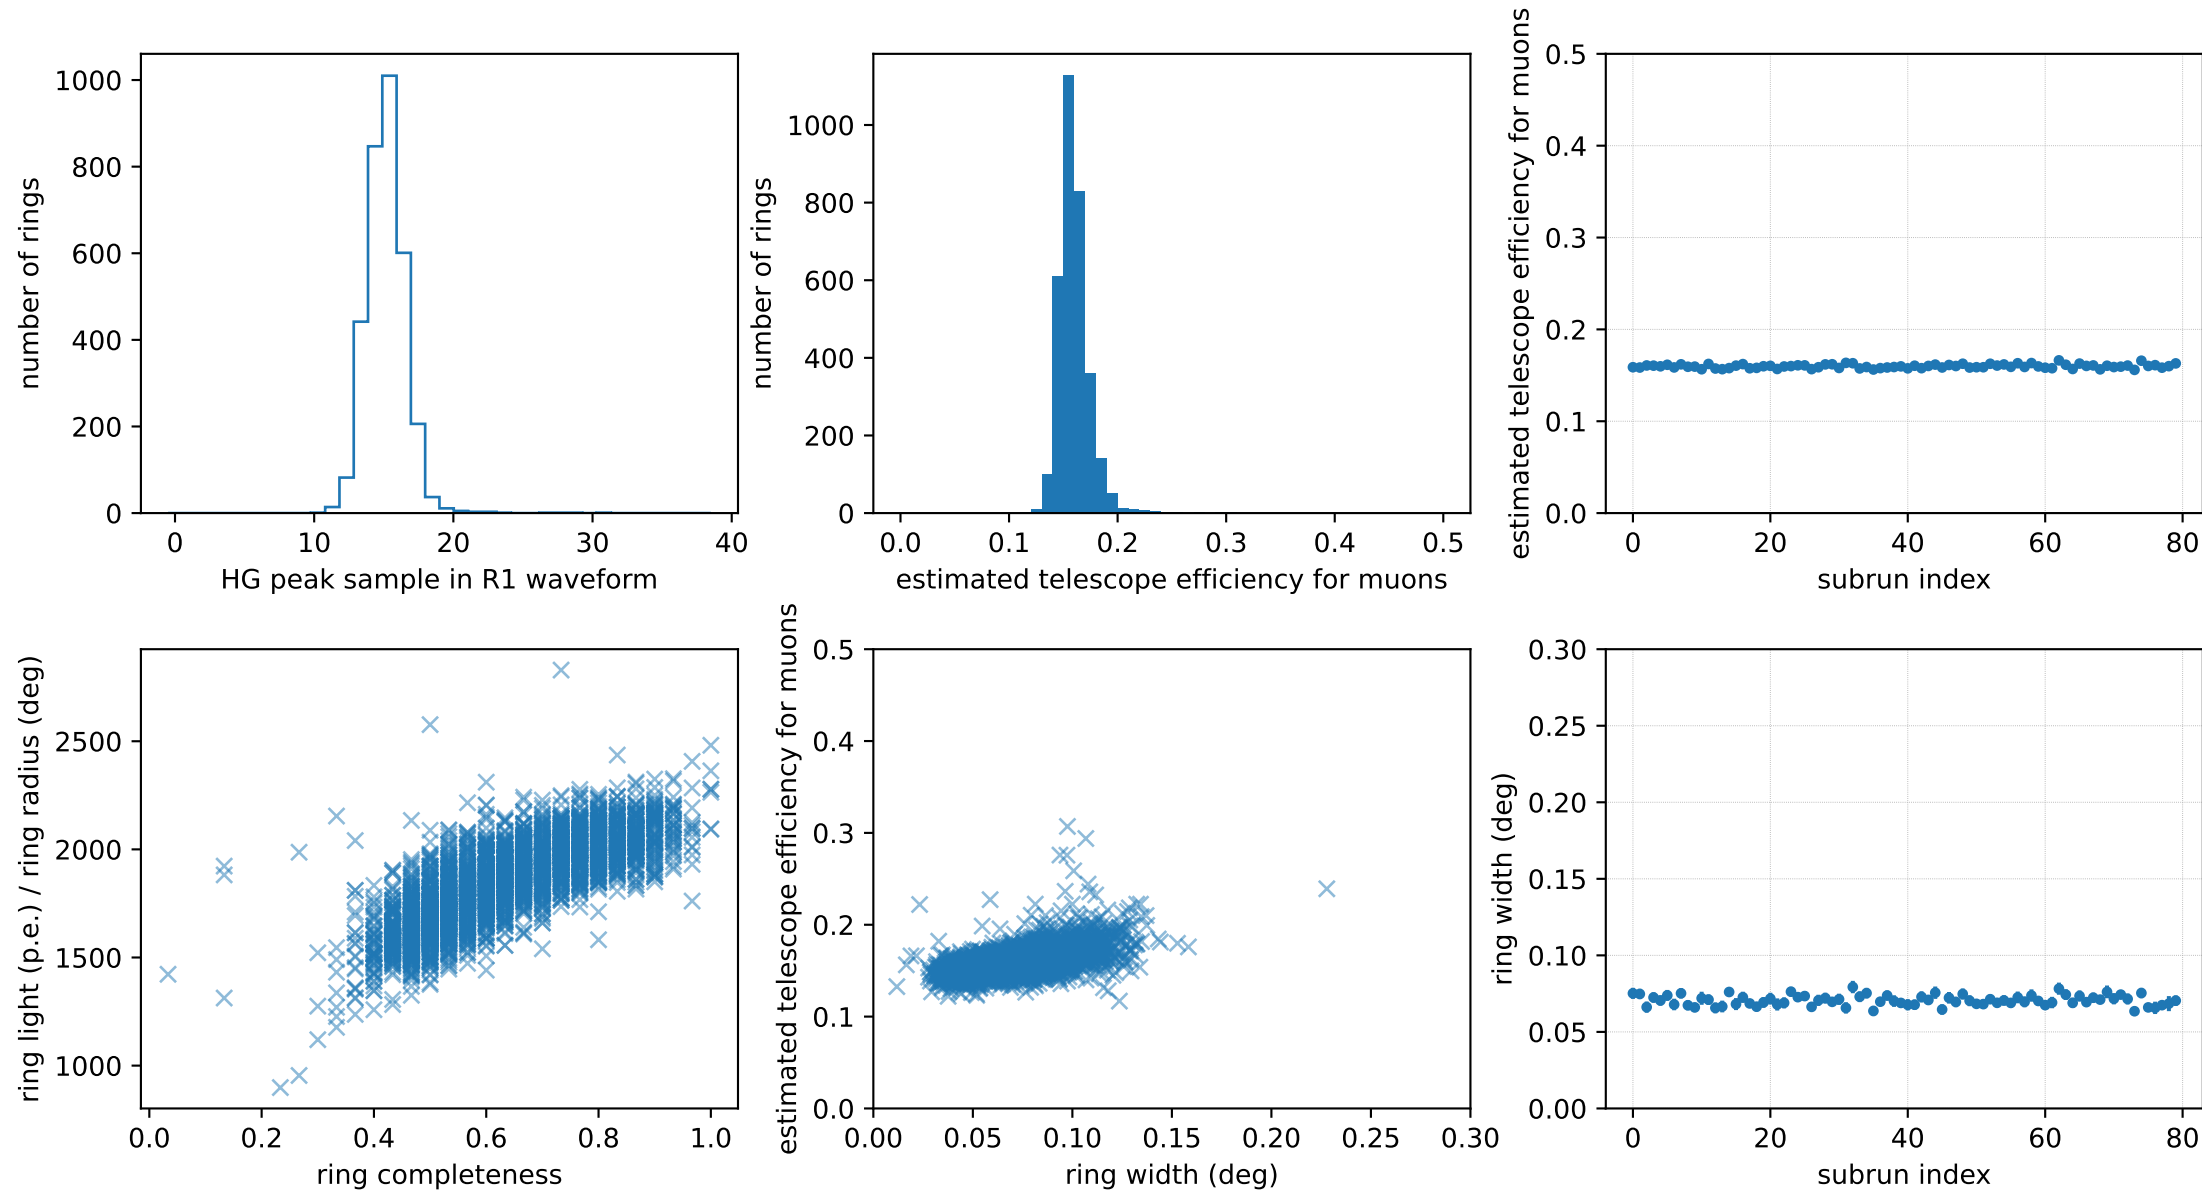 1000
800
600
400
200
0
number of rings
0 10 20 30 40
HG peak sample in R1 waveform
1000
800
600
400
200
0
number of rings
0.0 0.1 0.2 0.3 0.4 0.5
estimated telescope efficiency for muons
0.5
0.4
0.3
0.2
0.1
0.0
estimated telescope efficiency for muons
0 20 40 60 80
subrun index
2500
2000
1500
1000
ring light (p.e.) / ring radius (deg)
0.0 0.2 0.4 0.6 0.8 1.0
ring completeness
0.5
0.4
0.3
0.2
0.1
0.0
estimated telescope efficiency for muons
0.00 0.05 0.10 0.15 0.20 0.25 0.30
ring width (deg)
0.30
0.25
0.20
0.15
0.10
0.05
0.00
ring width (deg)
0 20 40 60 80
subrun index